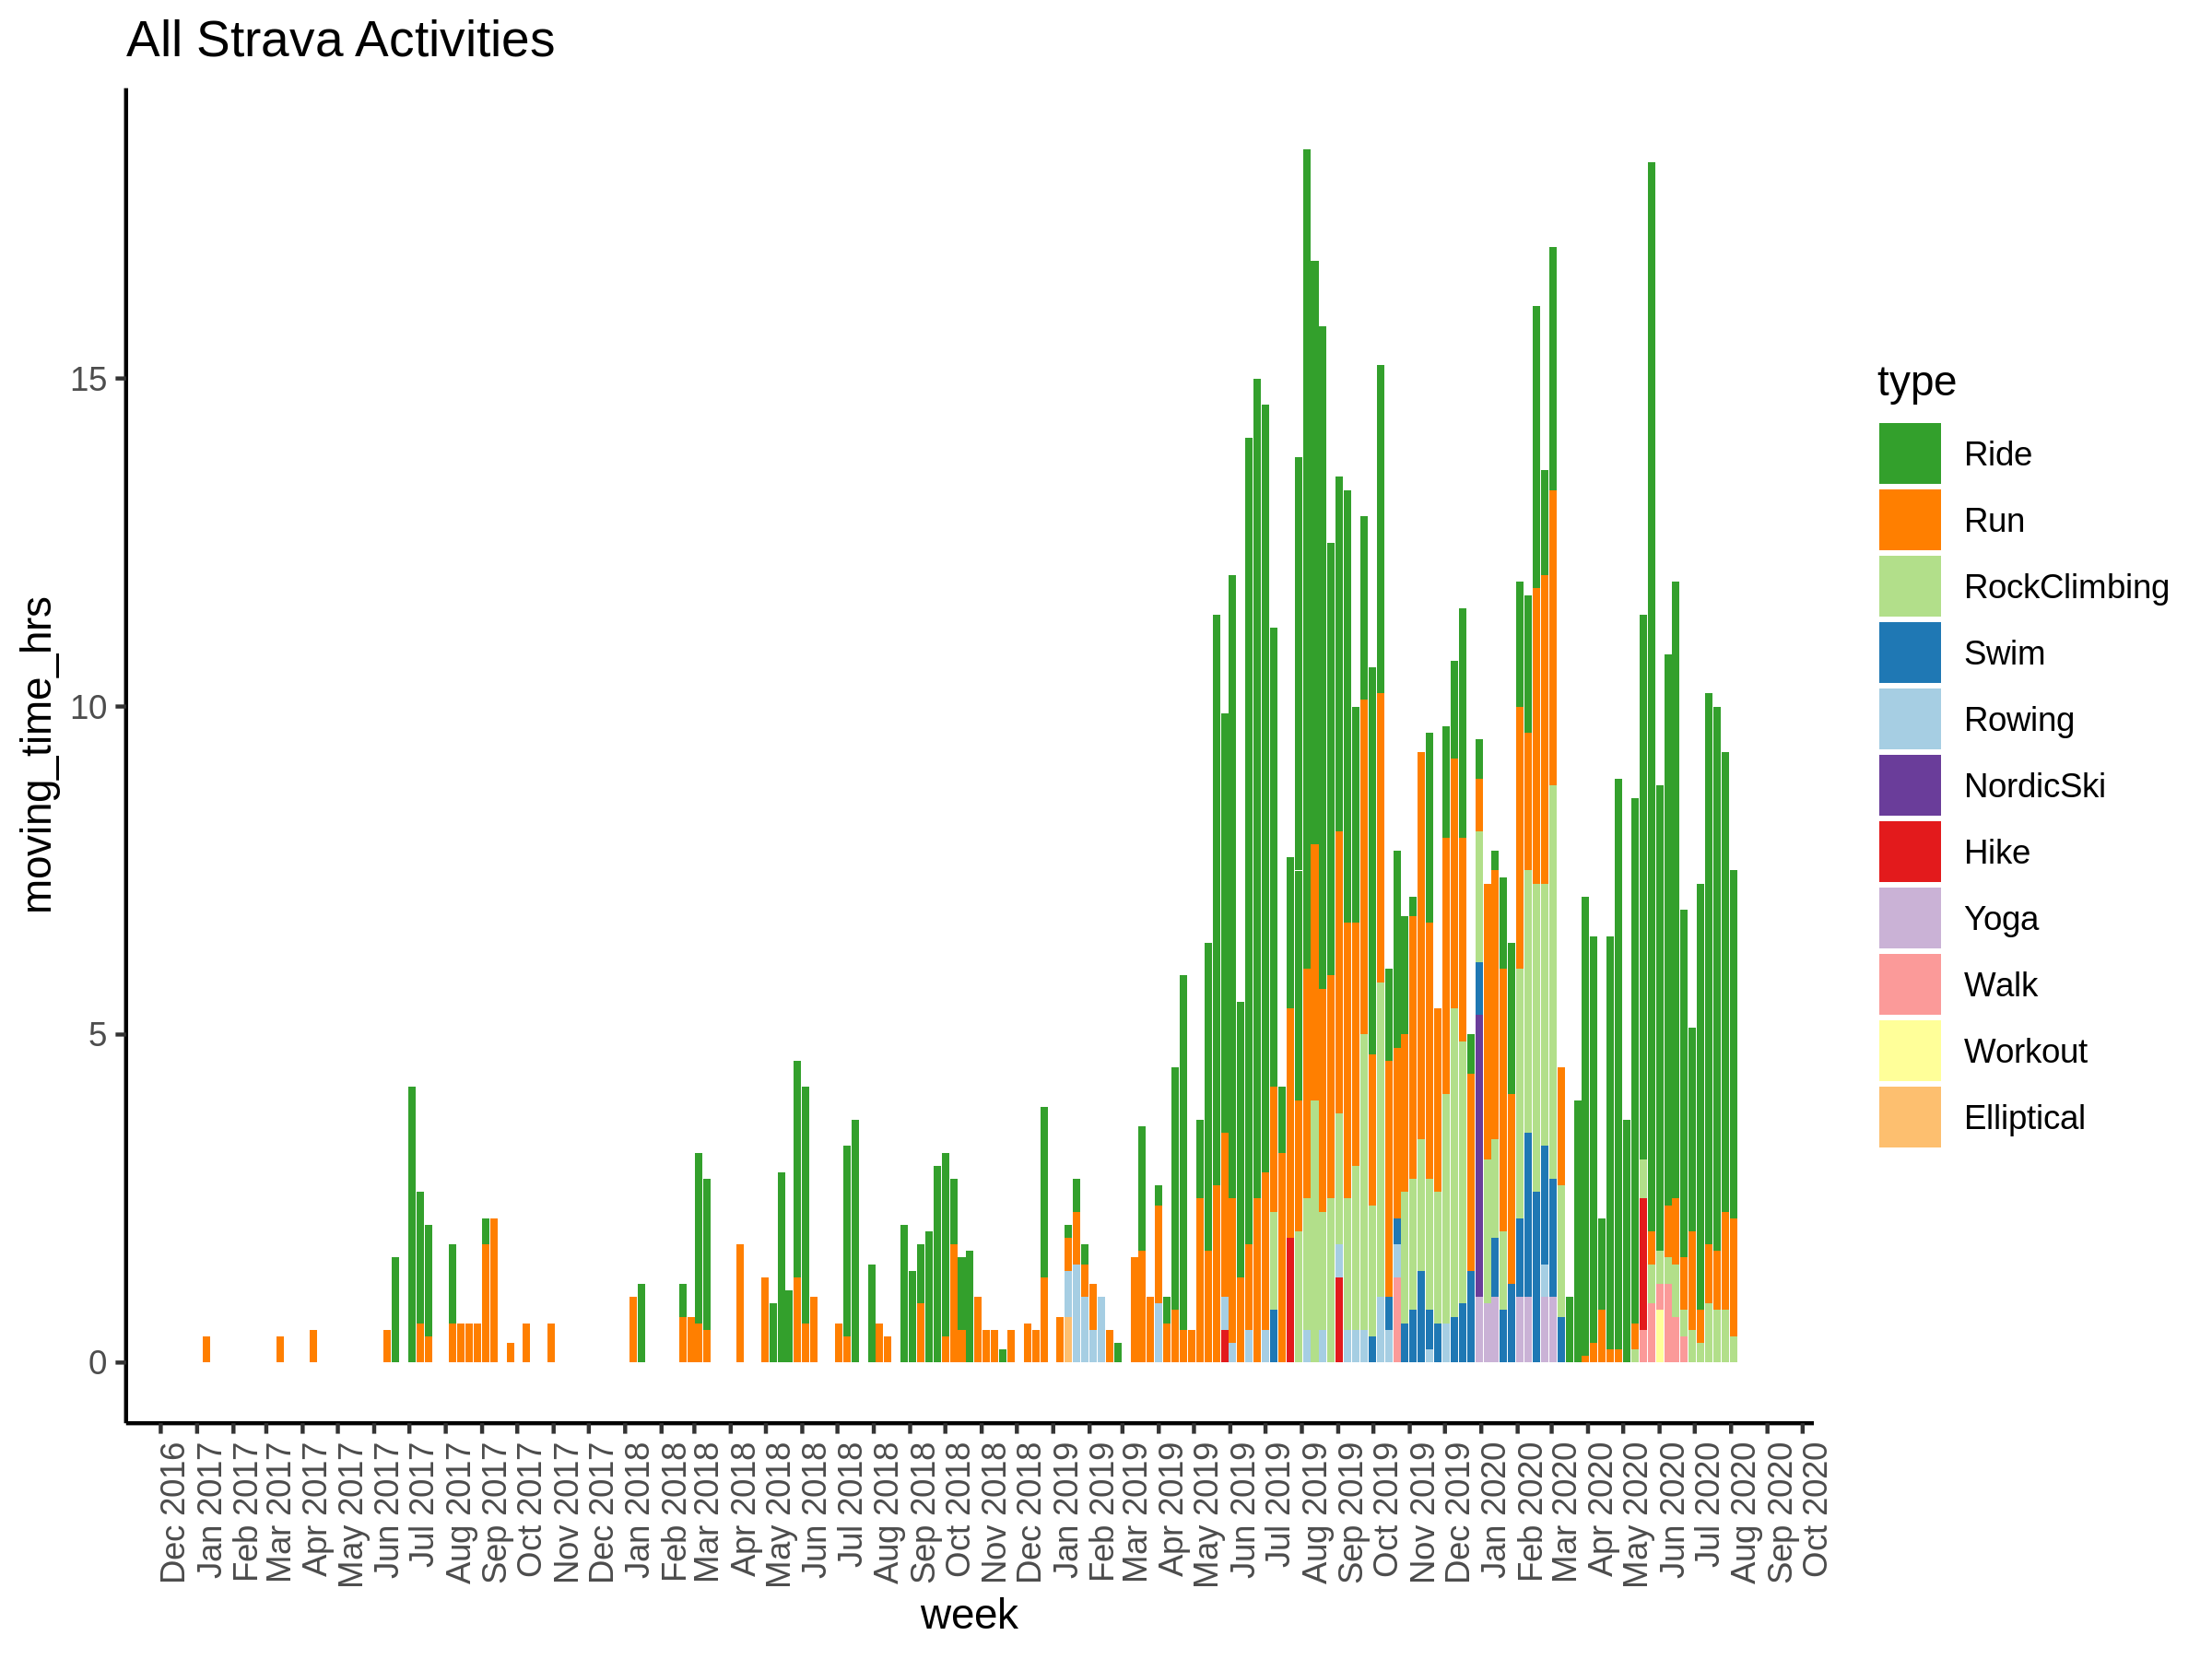 All Strava Activities
moving_time_hrs
15
10
5
0
Dec 2016
Jan 2017
Feb 2017
Mar 2017
Apr 2017
May 2017
Jun 2017
Jul 2017
Aug 2017
Sep 2017
Oct 2017
Nov 2017
Dec 2017
Jan 2018
Feb 2018
Mar 2018
Apr 2018
May 2018
Jun 2018
Jul 2018
Aug 2018
Sep 2018
Oct 2018
Nov 2018
Dec 2018
Jan 2019
Feb 2019
Mar 2019
Apr 2019
May 2019
Jun 2019
Jul 2019
Aug 2019
Sep 2019
Oct 2019
Nov 2019
Dec 2019
Jan 2020
Feb 2020
Mar 2020
Apr 2020
May 2020
Jun 2020
Jul 2020
Aug 2020
Sep 2020
Oct 2020
week
type
Ride
Run
RockClimbing
Swim
Rowing
NordicSki
Hike
Yoga
Walk
Workout
Elliptical